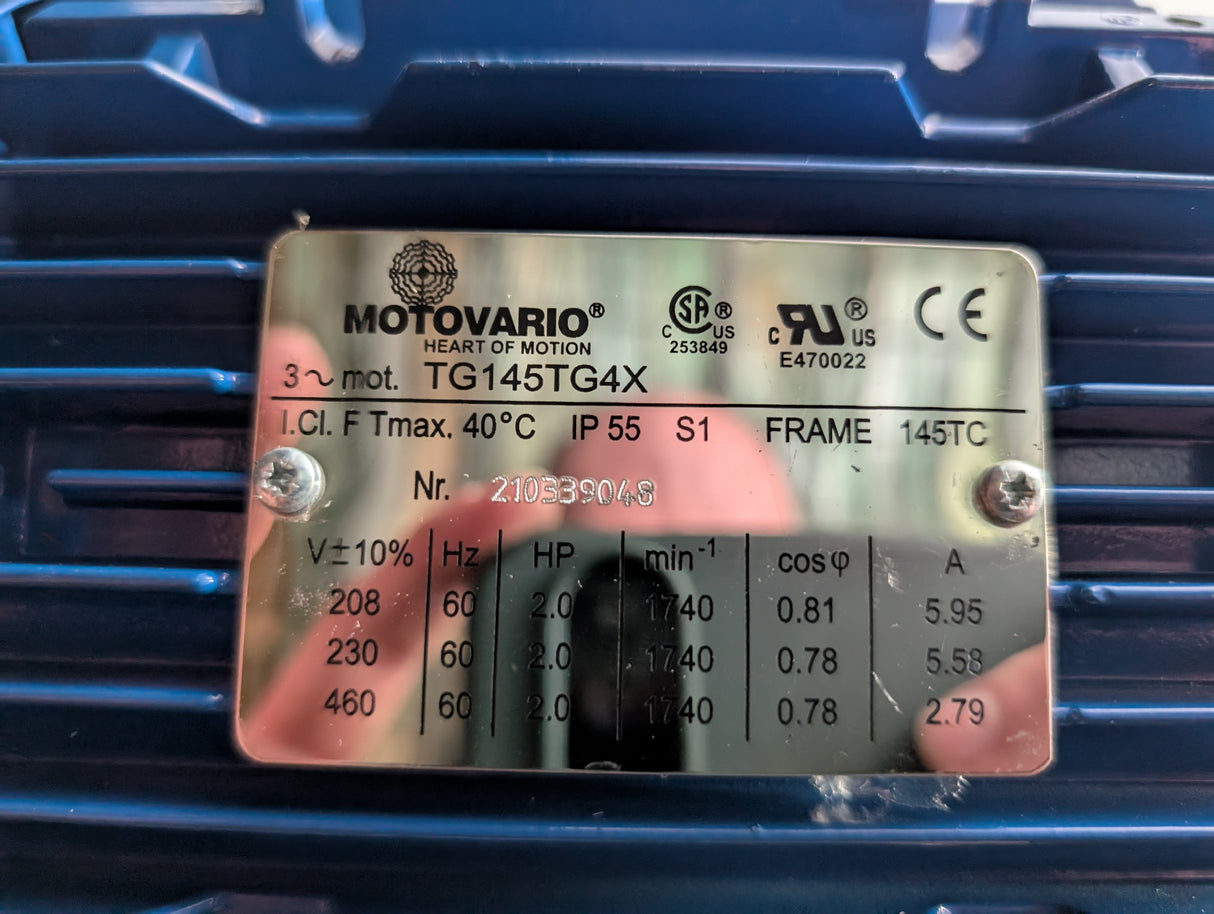 MOTOVARIO®
HEART OF MOTION
CSA® C US
253849
c RU® US
E470022
CE
3~mot. TG145TG4X
I.Cl. F Tmax. 40°C IP 55 S1 FRAME 145TC
Nr. 210339048
V±10% Hz HP min-1 cosφ A
208 60 2.0 1740 0.81 5.95
230 60 2.0 1740 0.78 5.58
460 60 2.0 1740 0.78 2.79